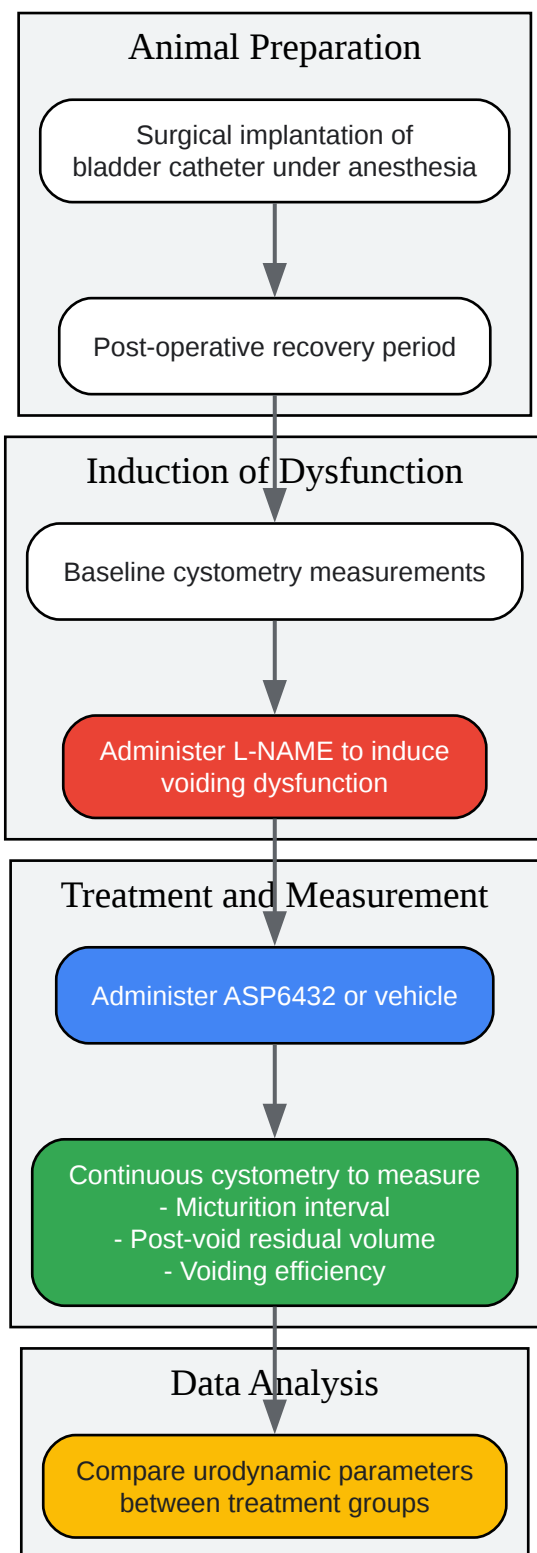 Animal Preparation
Surgical implantation of
bladder catheter under anesthesia
Post-operative recovery period
Induction of Dysfunction
Baseline cystometry measurements
Administer L-NAME to induce
voiding dysfunction
Treatment and Measurement
Administer ASP6432 or vehicle
Continuous cystometry to measure
- Micturition interval
- Post-void residual volume
- Voiding efficiency
Data Analysis
Compare urodynamic parameters
between treatment groups